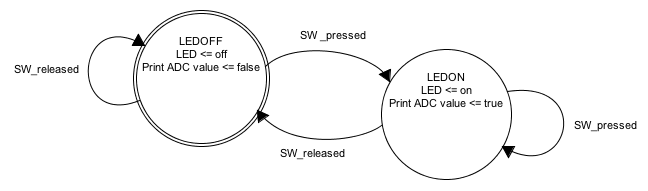 LEDOFF
LED <= off
Print ADC value <= false
SW_released
SW _pressed
LEDON
LED <= on
Print ADC value <= true
SW_pressed
SW_released